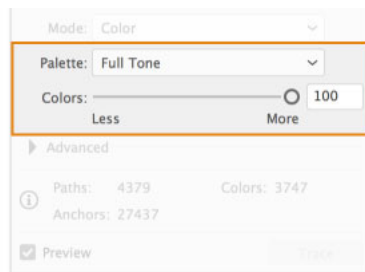 Mode: Color
Palette: Full Tone
Colors: 100
Less More
Advanced
Paths: 4379 Colors: 3747
Anchors: 27437
Preview Trace